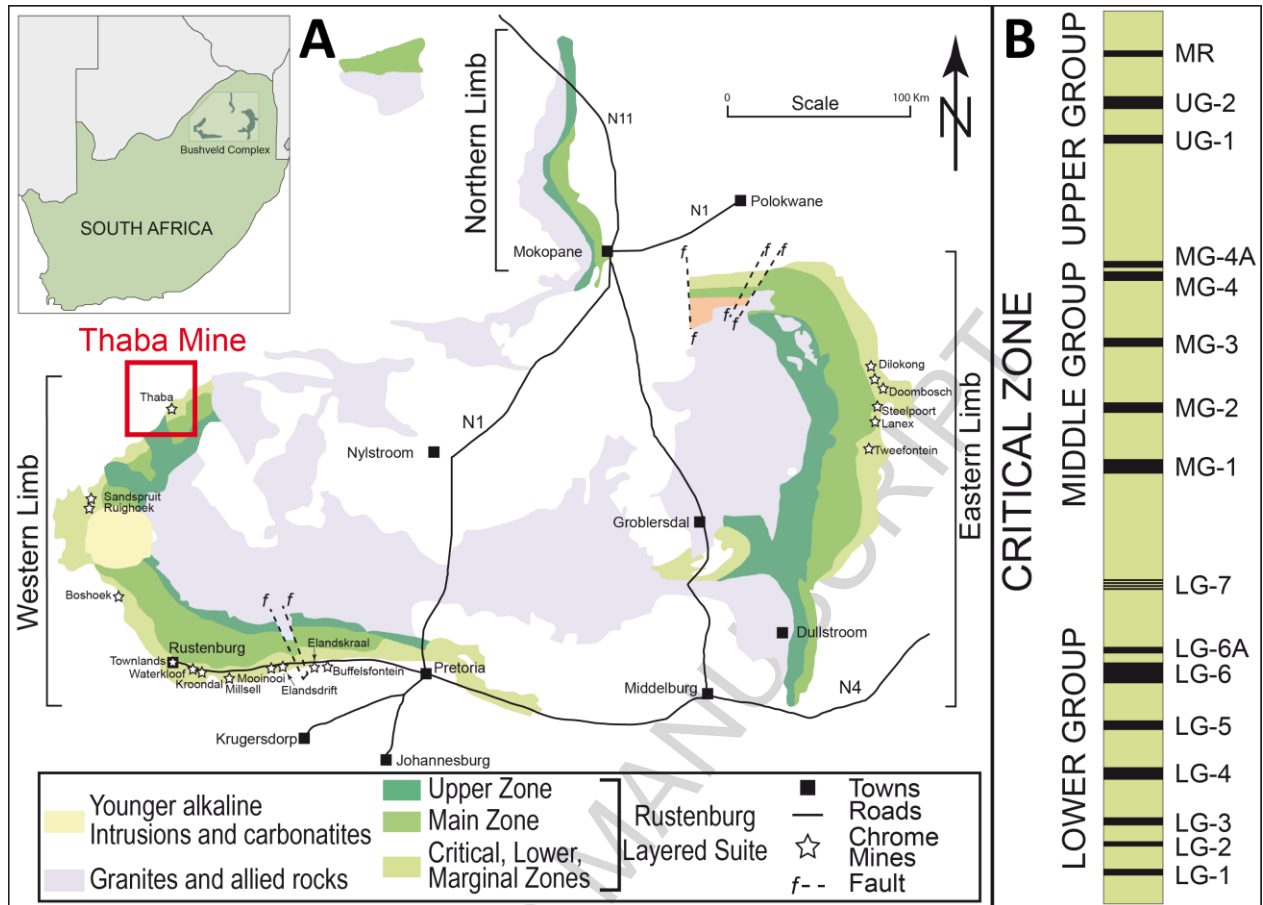 A
Bushveld Complex
SOUTH AFRICA
Northern Limb
N11
N
0
Scale
100 Km
N1
Polokwane
Mokopane
f
f
f
f
f
f
Thaba Mine
Thaba
Western Limb
Eastern Limb
N1
Nylstroom
Dilokong
Doornbosch
Steelpoort
Lanex
Tweefontein
Sandspruit
Ruighoek
Groblersdal
Boshoek
f
f
Rustenburg
Elandskraal
Townlands
Waterkloof
Kroondal
Millsell
Mooinooi
Elandsdrift
Buffelsfontein
Pretoria
Dullstroom
Middelburg
N4
Krugersdorp
Johannesburg
Younger alkaline
Intrusions and carbonatites
Granites and allied rocks
Upper Zone
Main Zone
Critical, Lower,
Marginal Zones
Rustenburg
Layered Suite
Towns
Roads
Chrome
Mines
f-- Fault
MANUSCRIPT
B
CRITICAL ZONE
UPPER GROUP
MIDDLE GROUP
LOWER GROUP
MR
UG-2
UG-1
MG-4A
MG-4
MG-3
MG-2
MG-1
LG-7
LG-6A
LG-6
LG-5
LG-4
LG-3
LG-2
LG-1